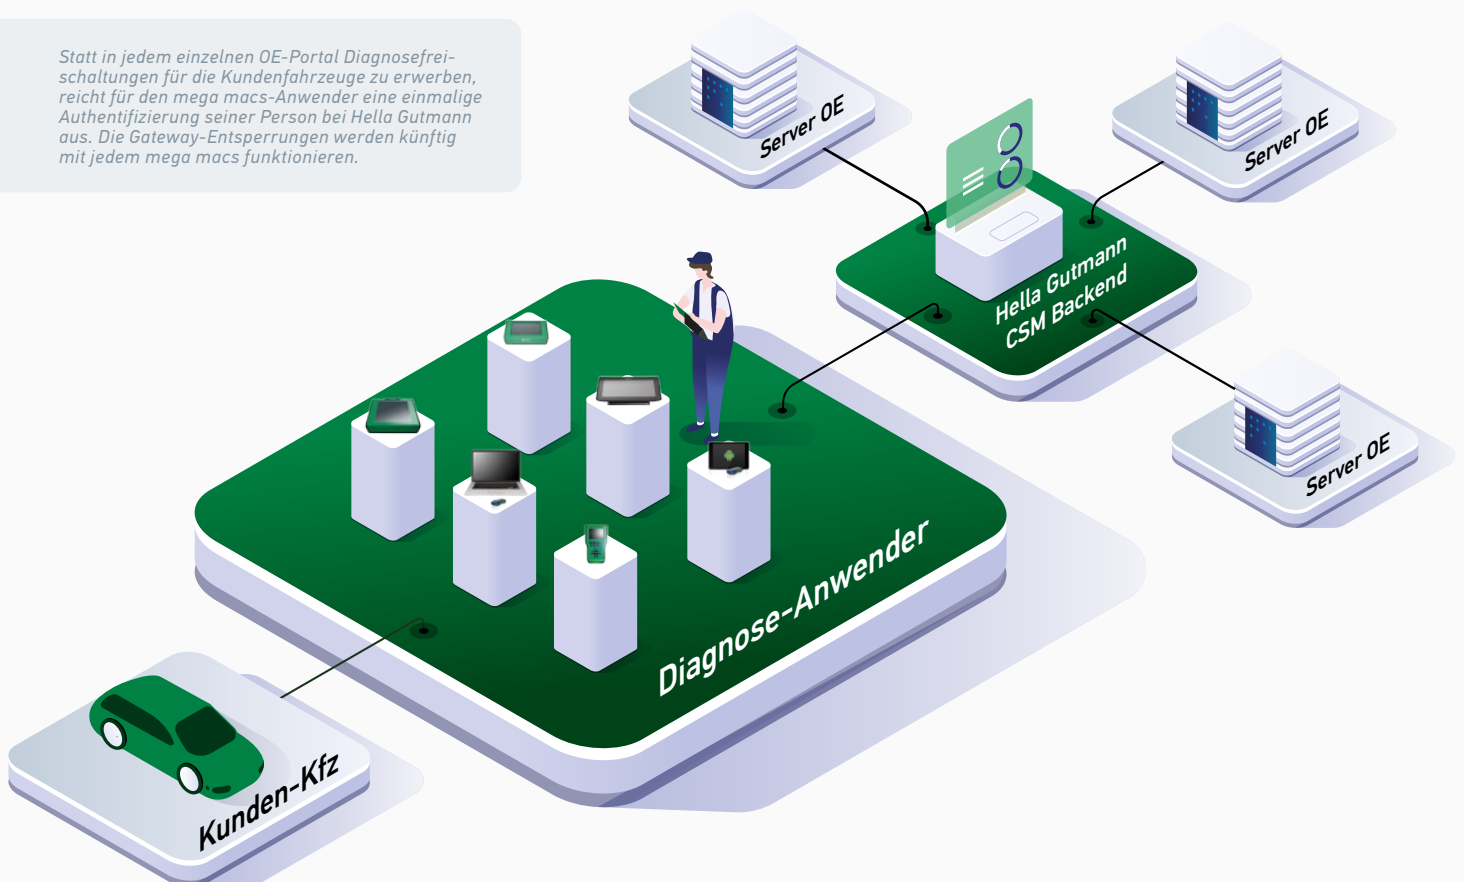 Statt in jedem einzelnen OE-Portal Diagnosefrei-
schaltungen für die Kundenfahrzeuge zu erwerben,
reicht für den mega macs-Anwender eine einmalige
Authentifizierung seiner Person bei Hella Gutmann
aus. Die Gateway-Entsperrungen werden künftig
mit jedem mega macs funktionieren.
Server OE
Server OE
Hella Gutmann
CSM Backend
Server OE
Diagnose-Anwender
Kunden-Kfz